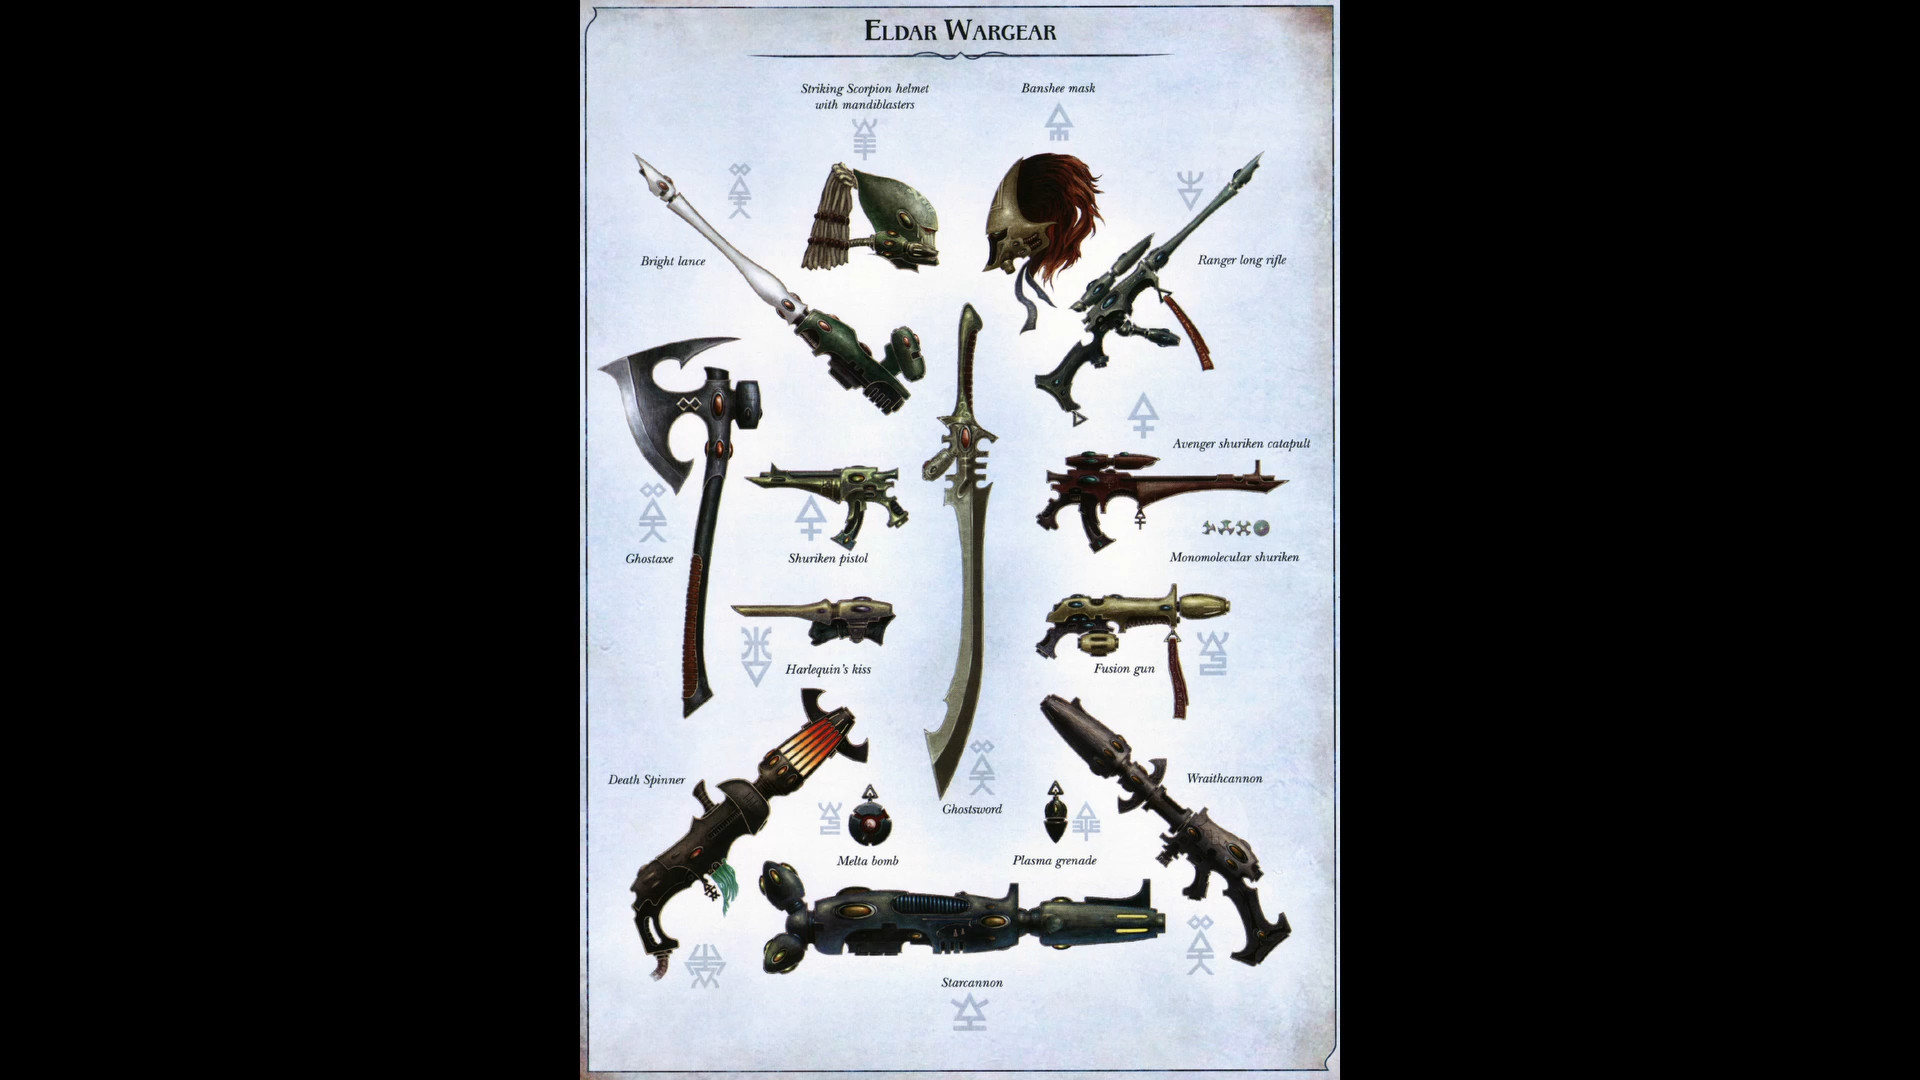 Eldar Wargear
Striking Scorpion helmet
with mandiblasters
Banshee mask
Bright lance
Ranger long rifle
Avenger shuriken catapult
Ghostaxe
Shuriken pistol
Monomolecular shuriken
Harlequin's kiss
Fusion gun
Death Spinner
Wraithcannon
Ghostsword
Melta bomb
Plasma grenade
Starcannon